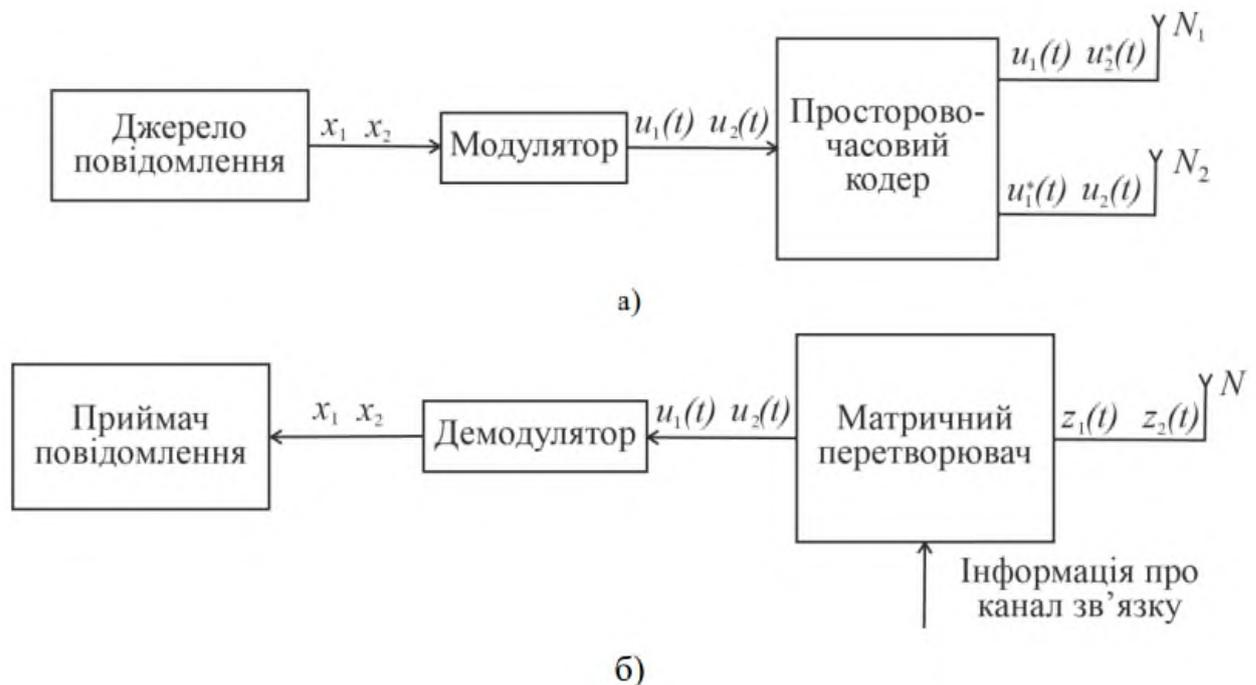 Джерело
повідомлення
x₁ x₂
Модулятор
u₁(t) u₂(t)
Просторово-
часовий
кодер
u₁(t) u₂*(t)
N₁
u₁*(t) u₂(t)
N₂
а)
Приймач
повідомлення
x₁ x₂
Демодулятор
u₁(t) u₂(t)
Матричний
перетворювач
z₁(t) z₂(t)
N
Інформація про
канал зв’язку
б)